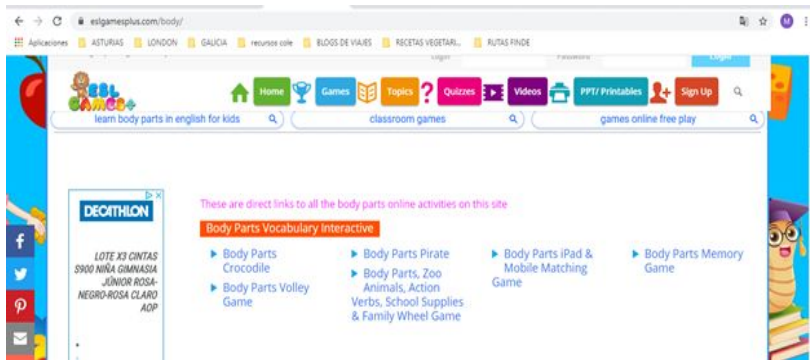 eslgamesplus.com/body/
Aplicaciones ASTURIAS LONDON GALICIA recursos cole BLOGS DE VIAJES RECETAS VEGETARI... RUTAS FINDE
Login Password Login
ESL GAMES+ Home Games Topics ? Quizzes Videos PPT/ Printables Sign Up
learn body parts in english for kids classroom games games online free play
DECATHLON
LOTE X3 CINTAS
S900 NIÑA GIMNASIA
JÚNIOR ROSA-
NEGRO-ROSA CLARO
AOP
These are direct links to all the body parts online activities on this site
Body Parts Vocabulary Interactive
Body Parts
Crocodile
Body Parts Volley
Game
Body Parts Pirate
Body Parts, Zoo
Animals, Action
Verbs, School Supplies
& Family Wheel Game
Body Parts iPad &
Mobile Matching
Game
Body Parts Memory
Game